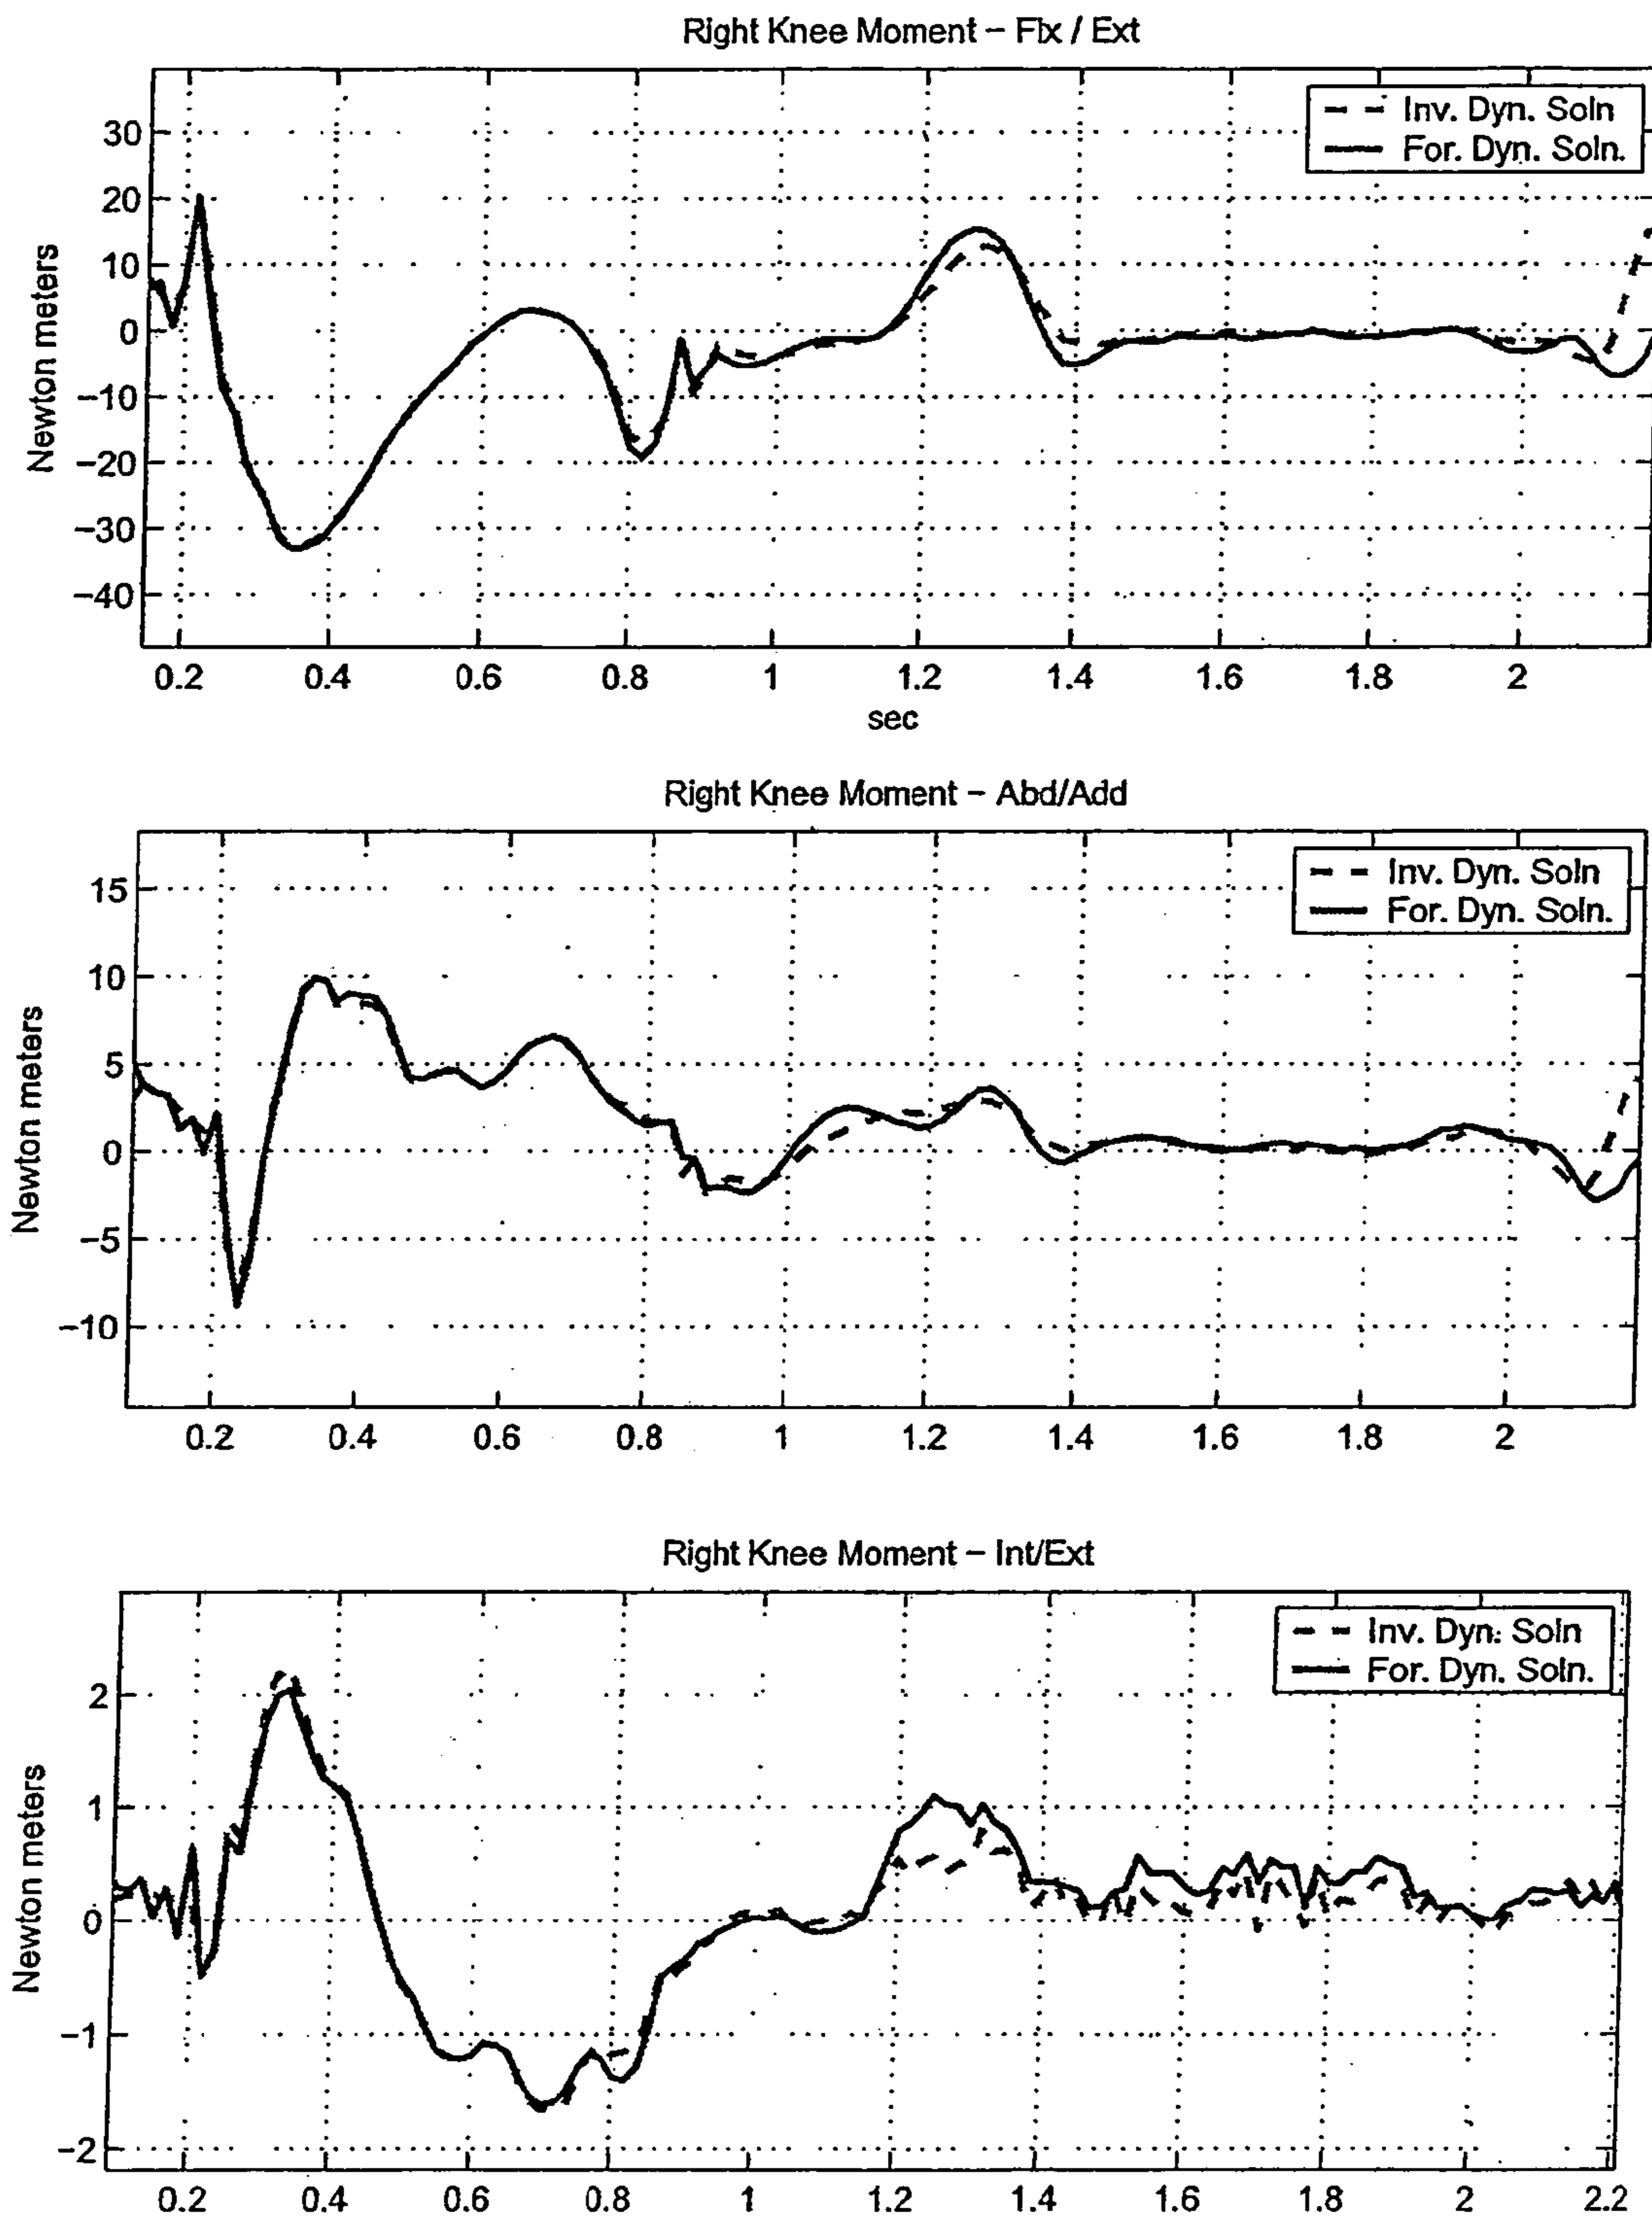 Right Knee Moment – Flx / Ext
Inv. Dyn. Soln
For. Dyn. Soln.
30
20
10
0
−10
−20
−30
−40
Newton meters
0.2 0.4 0.6 0.8 1 1.2 1.4 1.6 1.8 2
sec
Right Knee Moment – Abd/Add
Inv. Dyn. Soln
For. Dyn. Soln.
15
10
5
0
−5
−10
Newton meters
0.2 0.4 0.6 0.8 1 1.2 1.4 1.6 1.8 2
Right Knee Moment – Int/Ext
Inv. Dyn. Soln
For. Dyn. Soln.
2
1
0
−1
−2
Newton meters
0.2 0.4 0.6 0.8 1 1.2 1.4 1.6 1.8 2 2.2